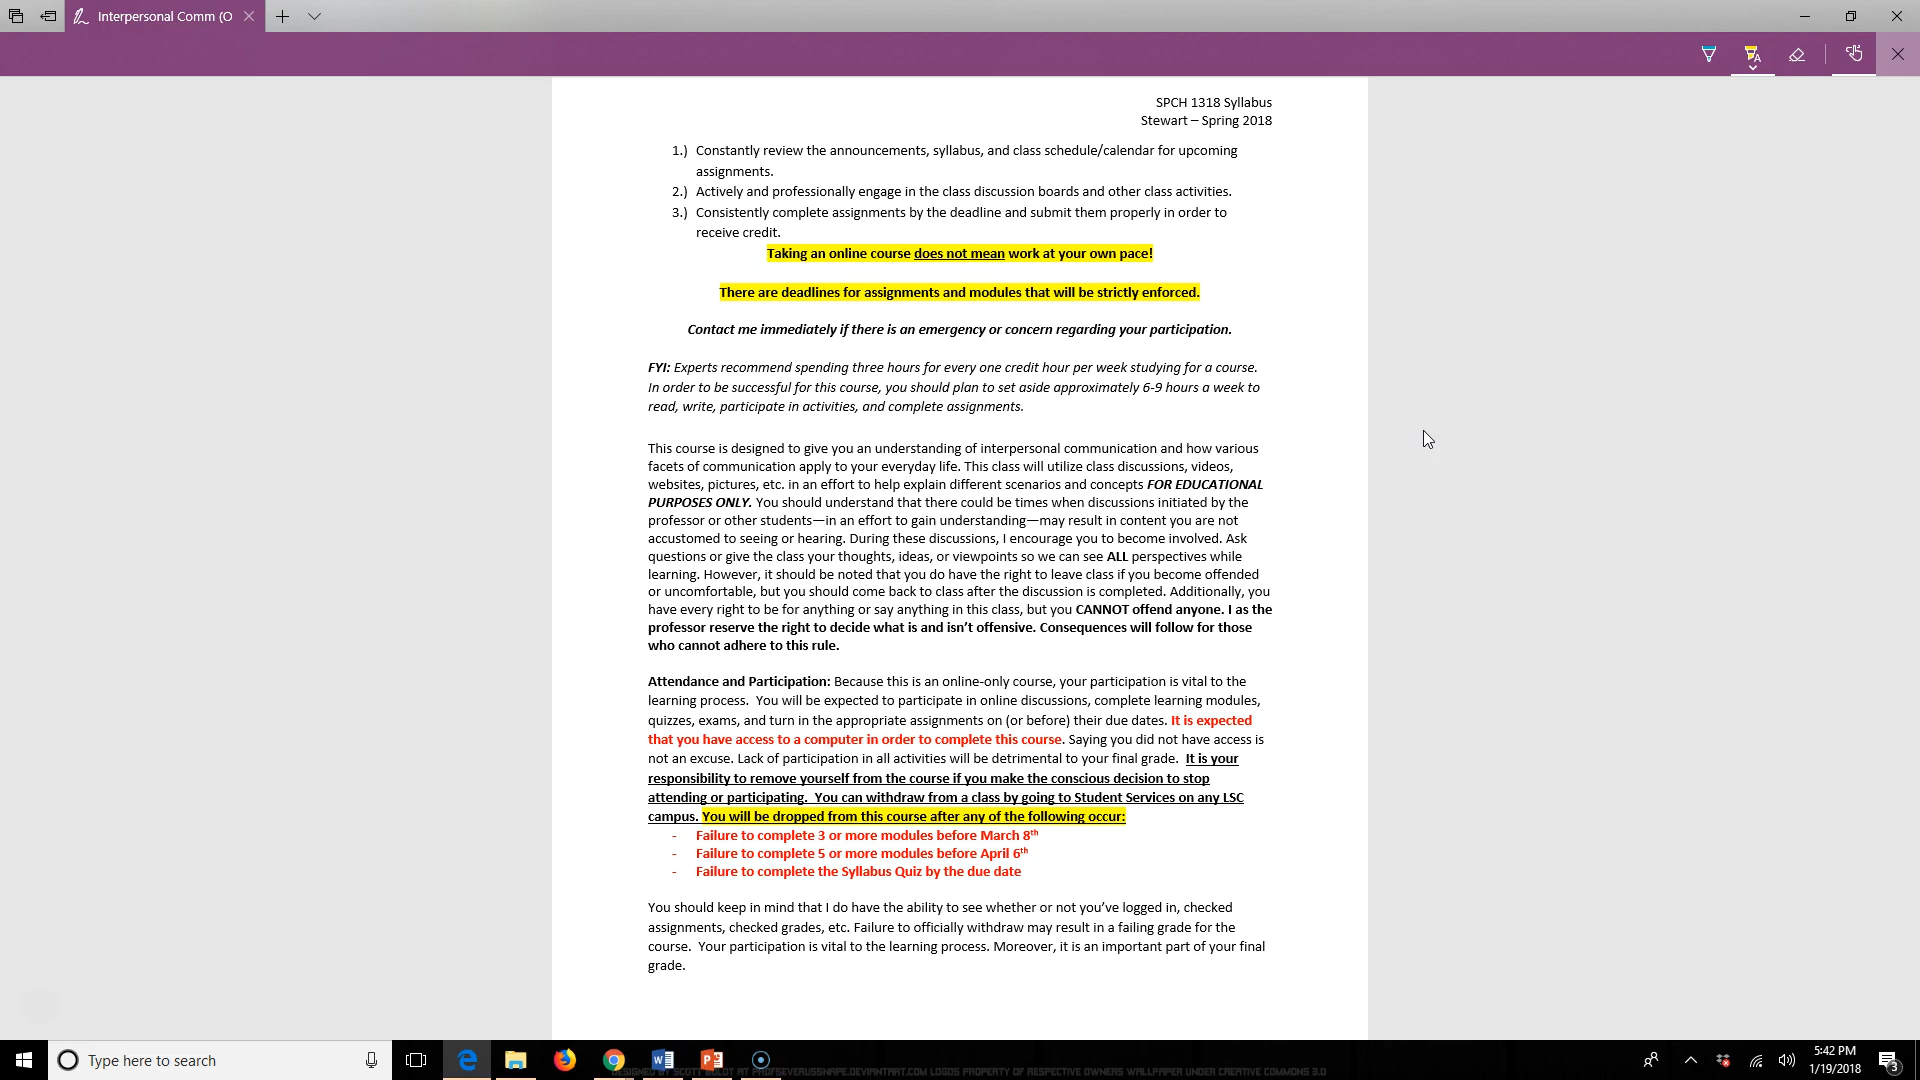 Interpersonal Comm (O
SPCH 1318 Syllabus
Stewart – Spring 2018
1.) Constantly review the announcements, syllabus, and class schedule/calendar for upcoming
assignments.
2.) Actively and professionally engage in the class discussion boards and other class activities.
3.) Consistently complete assignments by the deadline and submit them properly in order to
receive credit.
Taking an online course does not mean work at your own pace!
There are deadlines for assignments and modules that will be strictly enforced.
Contact me immediately if there is an emergency or concern regarding your participation.
FYI: Experts recommend spending three hours for every one credit hour per week studying for a course.
In order to be successful for this course, you should plan to set aside approximately 6-9 hours a week to
read, write, participate in activities, and complete assignments.
This course is designed to give you an understanding of interpersonal communication and how various
facets of communication apply to your everyday life. This class will utilize class discussions, videos,
websites, pictures, etc. in an effort to help explain different scenarios and concepts FOR EDUCATIONAL
PURPOSES ONLY. You should understand that there could be times when discussions initiated by the
professor or other students—in an effort to gain understanding—may result in content you are not
accustomed to seeing or hearing. During these discussions, I encourage you to become involved. Ask
questions or give the class your thoughts, ideas, or viewpoints so we can see ALL perspectives while
learning. However, it should be noted that you do have the right to leave class if you become offended
or uncomfortable, but you should come back to class after the discussion is completed. Additionally, you
have every right to be for anything or say anything in this class, but you CANNOT offend anyone. I as the
professor reserve the right to decide what is and isn’t offensive. Consequences will follow for those
who cannot adhere to this rule.
Attendance and Participation: Because this is an online-only course, your participation is vital to the
learning process. You will be expected to participate in online discussions, complete learning modules,
quizzes, exams, and turn in the appropriate assignments on (or before) their due dates. It is expected
that you have access to a computer in order to complete this course. Saying you did not have access is
not an excuse. Lack of participation in all activities will be detrimental to your final grade. It is your
responsibility to remove yourself from the course if you make the conscious decision to stop
attending or participating. You can withdraw from a class by going to Student Services on any LSC
campus. You will be dropped from this course after any of the following occur:
- Failure to complete 3 or more modules before March 8th
- Failure to complete 5 or more modules before April 6th
- Failure to complete the Syllabus Quiz by the due date
You should keep in mind that I do have the ability to see whether or not you’ve logged in, checked
assignments, checked grades, etc. Failure to officially withdraw may result in a failing grade for the
course. Your participation is vital to the learning process. Moreover, it is an important part of your final
grade.
Type here to search
5:42 PM
1/19/2018
3
DESIGNED BY SCOTT BALDT AT PROFSEVERUSSNAPE.DEVIANTART.COM LOGOS PROPERTY OF RESPECTIVE OWNERS WALLPAPER UNDER CREATIVE COMMONS 3.0